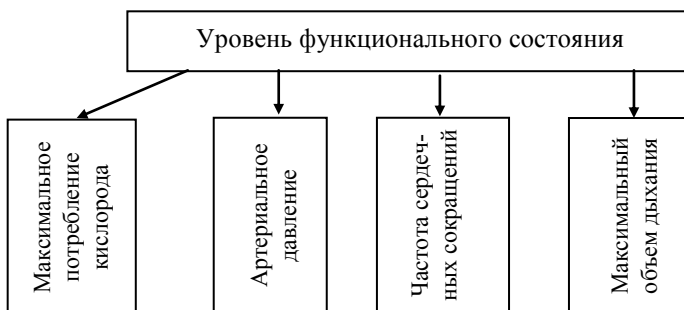 Уровень функционального состояния
Максимальное
потребление
кислорода
Артериальное
давление
Частота сердеч-
ных сокращений
Максимальный
объем дыхания